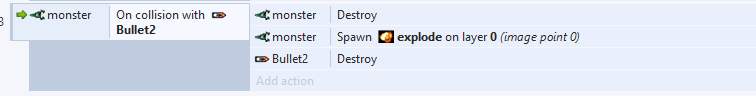 3
monster On collision with Bullet2 monster Destroy
monster Spawn explode on layer 0 (image point 0)
Bullet2 Destroy
Add action